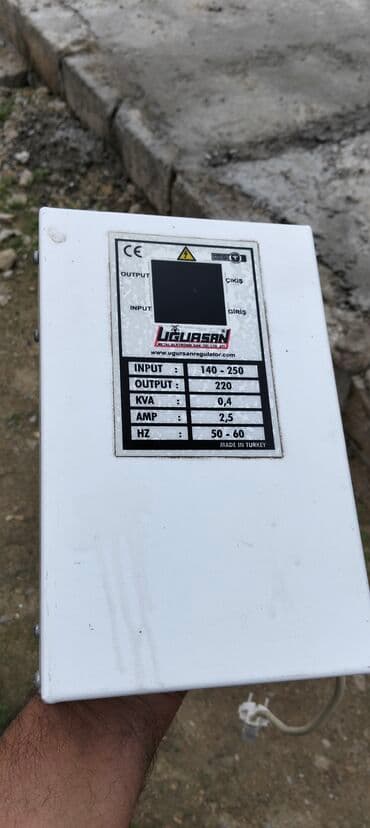 CE
OUTPUT ÇIKIŞ
INPUT GİRİŞ
UĞURSAN
www.ugursanregulator.com
INPUT : 140 - 250
OUTPUT : 220
KVA : 0,4
AMP : 2,5
HZ : 50 - 60
MADE IN TURKEY